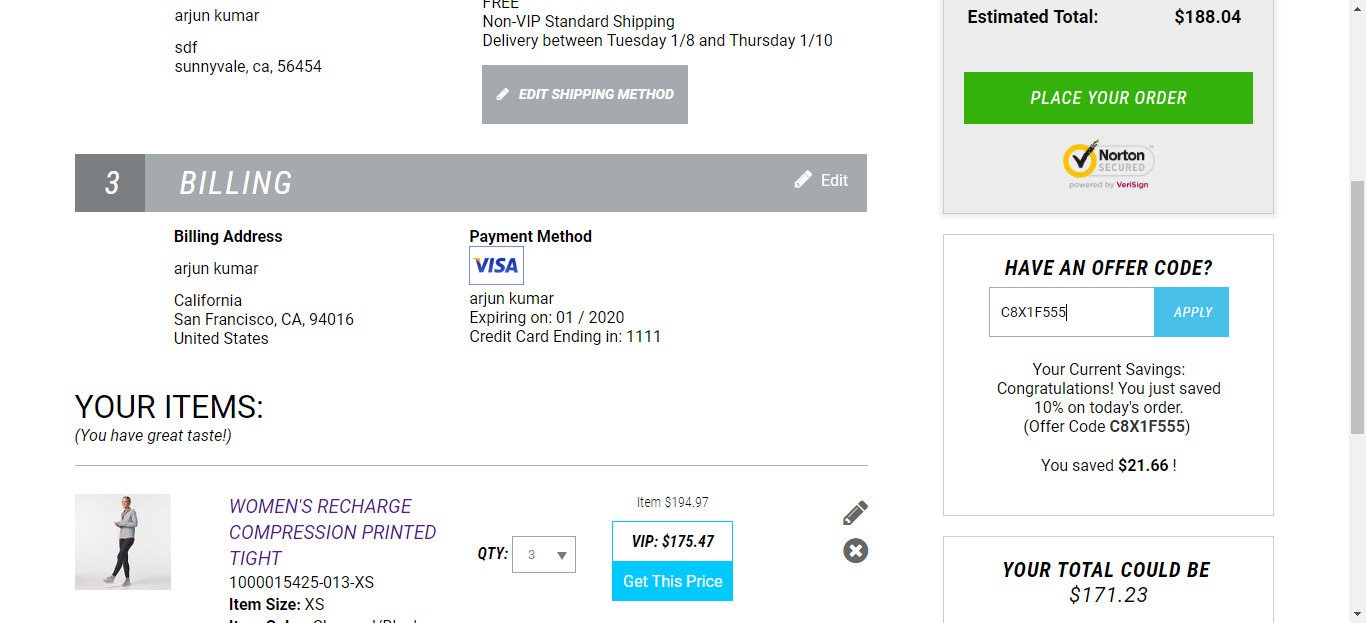 arjun kumar
sdf
sunnyvale, ca, 56454
FREE
Non-VIP Standard Shipping
Delivery between Tuesday 1/8 and Thursday 1/10
EDIT SHIPPING METHOD
3 BILLING Edit
Billing Address
arjun kumar
California
San Francisco, CA, 94016
United States
Payment Method
VISA
arjun kumar
Expiring on: 01 / 2020
Credit Card Ending in: 1111
YOUR ITEMS:
(You have great taste!)
WOMEN'S RECHARGE
COMPRESSION PRINTED
TIGHT
1000015425-013-XS
Item Size: XS
QTY: 3
Item $194.97
VIP: $175.47
Get This Price
Estimated Total: $188.04
PLACE YOUR ORDER
Norton
SECURED
powered by VeriSign
HAVE AN OFFER CODE?
C8X1F555 APPLY
Your Current Savings:
Congratulations! You just saved
10% on today's order.
(Offer Code C8X1F555)
You saved $21.66 !
YOUR TOTAL COULD BE
$171.23